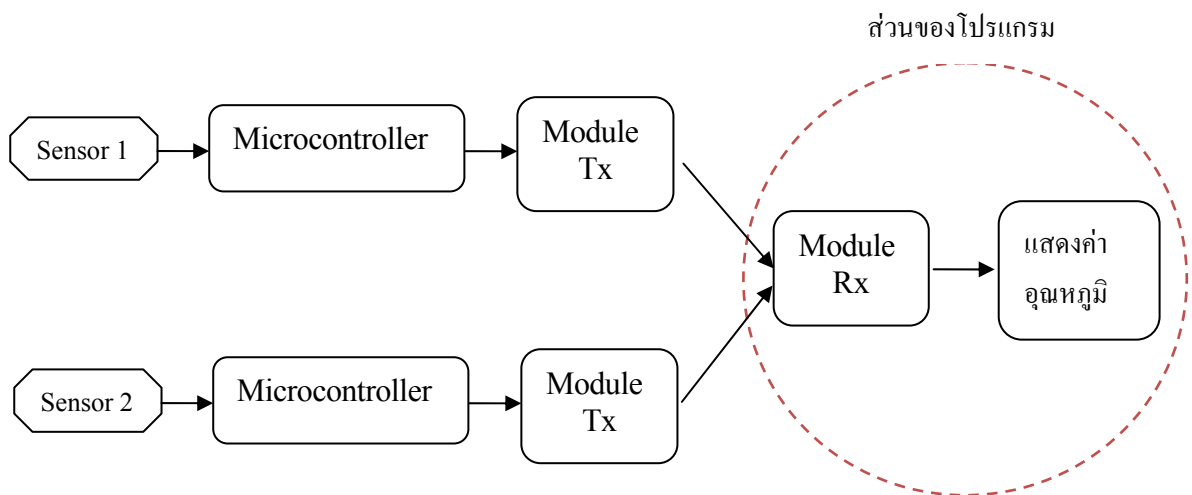 ส่วนของโปรแกรม
Sensor 1
Microcontroller
Module
Tx
Module
Rx
แสดงค่า
อุณหภูมิ
Sensor 2
Microcontroller
Module
Tx